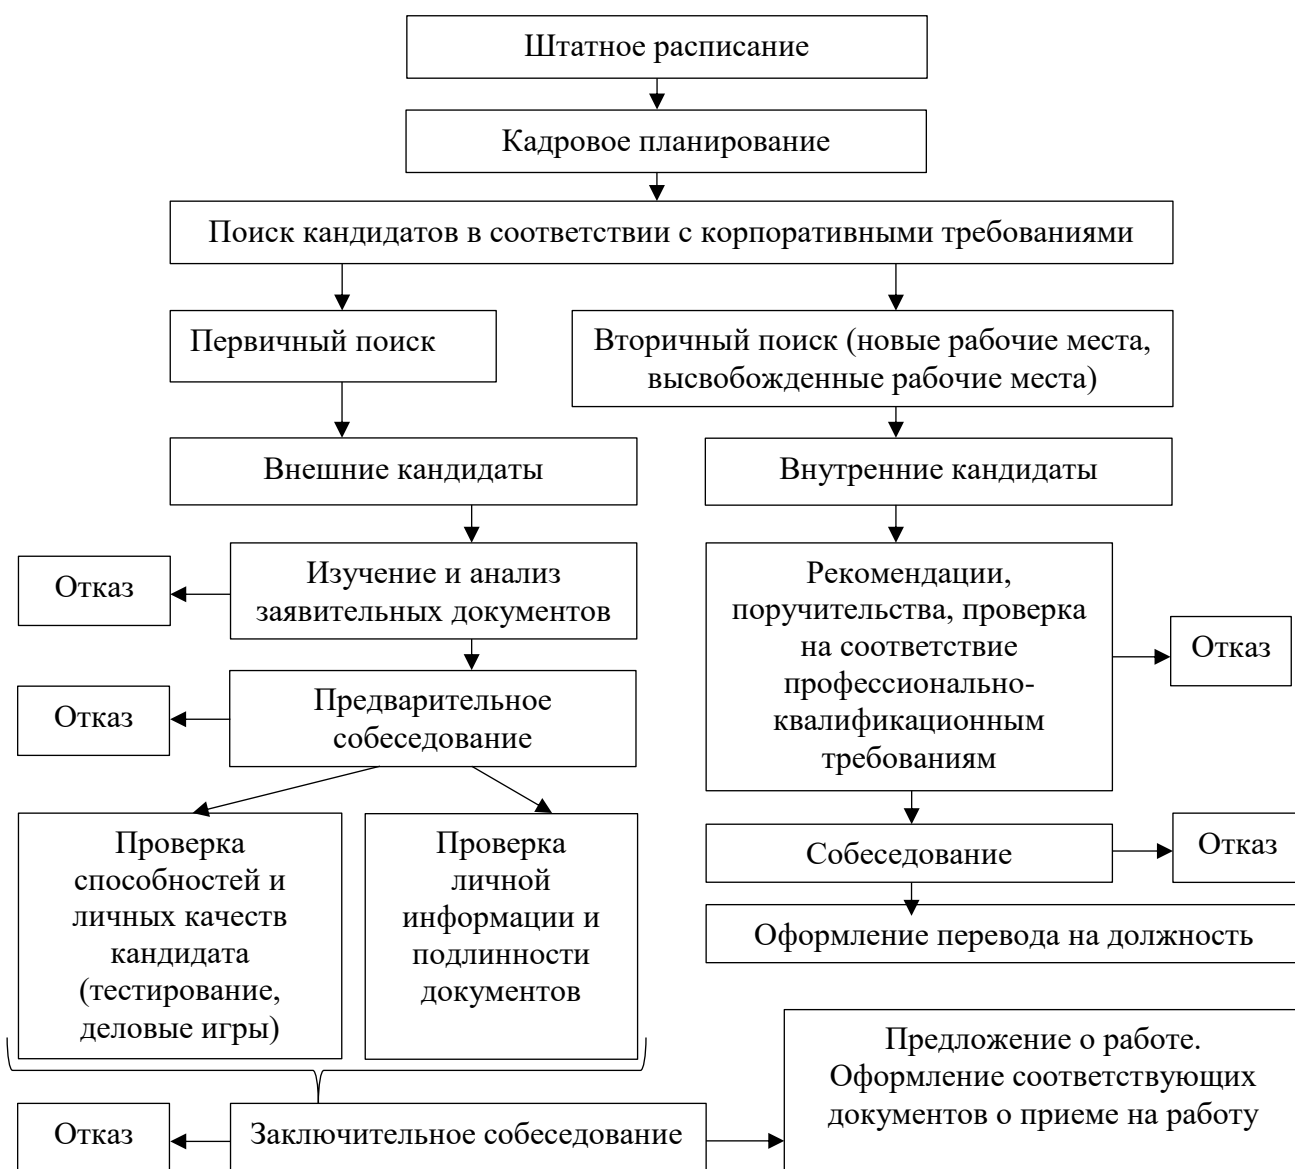 Штатное расписание
Кадровое планирование
Поиск кандидатов в соответствии с корпоративными требованиями
Первичный поиск
Вторичный поиск (новые рабочие места,
высвобожденные рабочие места)
Внешние кандидаты
Внутренние кандидаты
Отказ
Изучение и анализ
заявительных документов
Рекомендации,
поручительства, проверка
на соответствие
профессионально-
квалификационным
требованиям
Отказ
Отказ
Предварительное
собеседование
Проверка
способностей и
личных качеств
кандидата
(тестирование,
деловые игры)
Проверка
личной
информации и
подлинности
документов
Собеседование
Отказ
Оформление перевода на должность
Предложение о работе.
Оформление соответствующих
документов о приеме на работу
Отказ
Заключительное собеседование